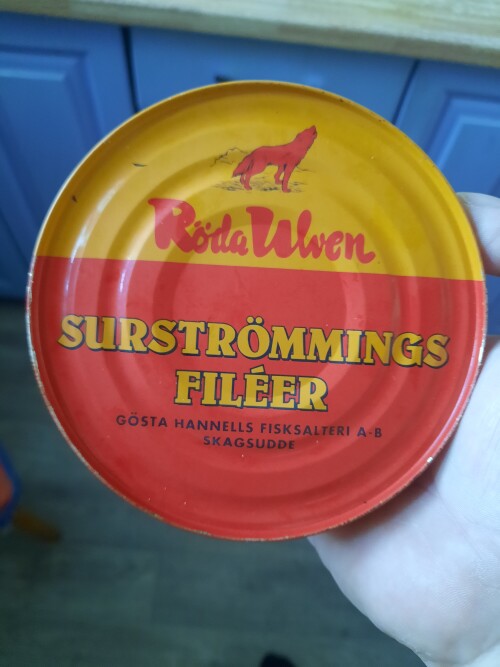 Röda Ulven
SURSTRÖMMINGS
FILÉER
GÖSTA HANNELLS FISKSALTERI A-B
SKAGSUDDE